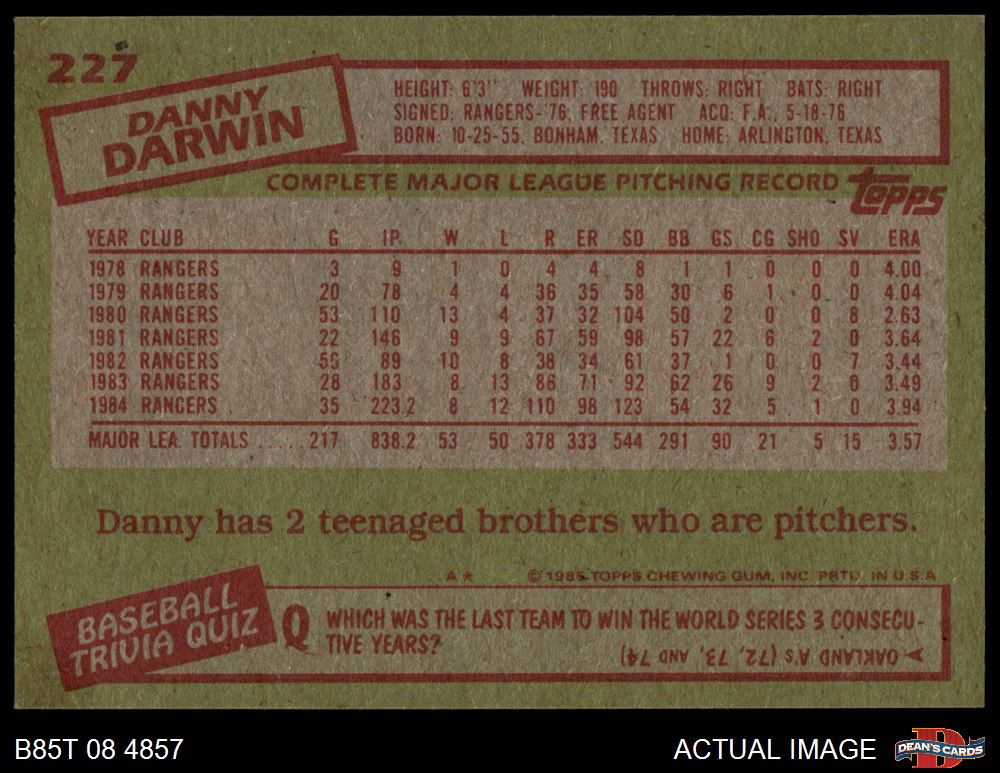 227
DANNY
DARWIN
HEIGHT: 6'3" WEIGHT: 190 THROWS: RIGHT BATS: RIGHT
SIGNED: RANGERS-'76, FREE AGENT ACQ: F.A., 5-18-76
BORN: 10-25-55, BONHAM, TEXAS HOME: ARLINGTON, TEXAS
COMPLETE MAJOR LEAGUE PITCHING RECORD
topps
YEAR CLUB G IP W L R ER SO BB GS CG SHO SV ERA
1978 RANGERS 3 9 1 0 4 4 8 1 1 0 0 0 4.00
1979 RANGERS 20 78 4 4 36 35 58 30 6 1 0 0 4.04
1980 RANGERS 53 110 13 4 37 32 104 50 2 0 0 8 2.63
1981 RANGERS 22 146 9 9 67 59 98 57 22 6 2 0 3.64
1982 RANGERS 56 89 10 8 38 34 61 37 1 0 0 7 3.44
1983 RANGERS 28 183 8 13 86 71 92 62 26 9 2 0 3.49
1984 RANGERS 35 223.2 8 12 110 98 123 54 32 5 1 0 3.94
MAJOR LEA. TOTALS ..... 217 838.2 53 50 378 333 544 291 90 21 5 15 3.57
Danny has 2 teenaged brothers who are pitchers.
A* © 1985 TOPPS CHEWING GUM, INC. PRTD. IN U.S.A
BASEBALL
TRIVIA QUIZ
Q WHICH WAS THE LAST TEAM TO WIN THE WORLD SERIES 3 CONSECU-
TIVE YEARS?
OAKLAND A's (72, '73, AND 74)
B85T 08 4857
ACTUAL IMAGE
D
DEAN'S CARDS